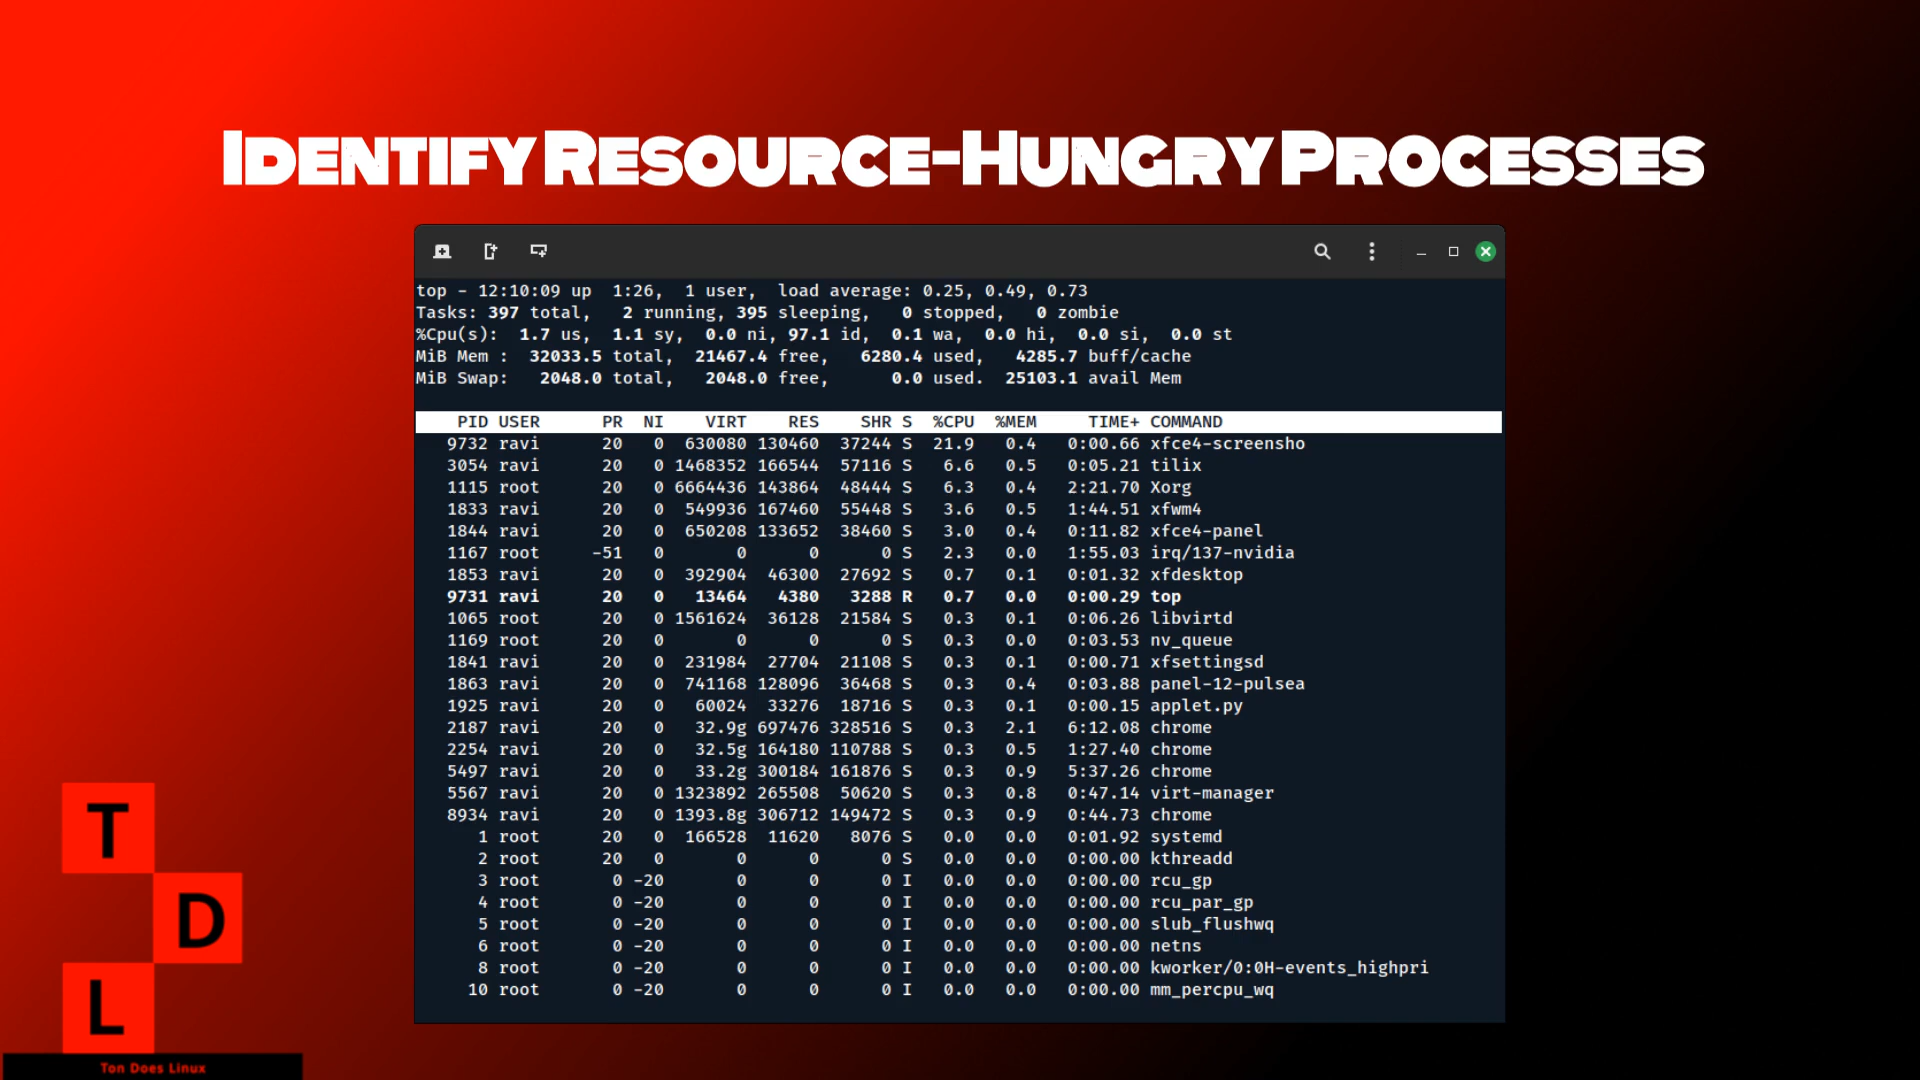 IDENTIFY RESOURCE-HUNGRY PROCESSES
top - 12:10:09 up  1:26,  1 user,  load average: 0.25, 0.49, 0.73
Tasks: 397 total,   2 running, 395 sleeping,   0 stopped,   0 zombie
%Cpu(s):  1.7 us,  1.1 sy,  0.0 ni, 97.1 id,  0.1 wa,  0.0 hi,  0.0 si,  0.0 st
MiB Mem :  32033.5 total,  21467.4 free,   6280.4 used,   4285.7 buff/cache
MiB Swap:   2048.0 total,   2048.0 free,      0.0 used.  25103.1 avail Mem
PID USER      PR  NI    VIRT    RES    SHR S  %CPU  %MEM     TIME+ COMMAND
9732 ravi      20   0  630080 130460  37244 S  21.9   0.4   0:00.66 xfce4-screensho
3054 ravi      20   0 1468352 166544  57116 S   6.6   0.5   0:05.21 tilix
1115 root      20   0 6664436 143864  48444 S   6.3   0.4   2:21.70 Xorg
1833 ravi      20   0  549936 167460  55448 S   3.6   0.5   1:44.51 xfwm4
1844 ravi      20   0  650208 133652  38460 S   3.0   0.4   0:11.82 xfce4-panel
1167 root     -51   0       0      0      0 S   2.3   0.0   1:55.03 irq/137-nvidia
1853 ravi      20   0  392904  46300  27692 S   0.7   0.1   0:01.32 xfdesktop
9731 ravi      20   0   13464   4380   3288 R   0.7   0.0   0:00.29 top
1065 root      20   0 1561624  36128  21584 S   0.3   0.1   0:06.26 libvirtd
1169 root      20   0       0      0      0 S   0.3   0.0   0:03.53 nv_queue
1841 ravi      20   0  231984  27704  21108 S   0.3   0.1   0:00.71 xfsettingsd
1863 ravi      20   0  741168 128096  36468 S   0.3   0.4   0:03.88 panel-12-pulsea
1925 ravi      20   0   60024  33276  18716 S   0.3   0.1   0:00.15 applet.py
2187 ravi      20   0   32.9g 697476 328516 S   0.3   2.1   6:12.08 chrome
2254 ravi      20   0   32.5g 164180 110788 S   0.3   0.5   1:27.40 chrome
5497 ravi      20   0   33.2g 300184 161876 S   0.3   0.9   5:37.26 chrome
5567 ravi      20   0 1323892 265508  50620 S   0.3   0.8   0:47.14 virt-manager
8934 ravi      20   0 1393.8g 306712 149472 S   0.3   0.9   0:44.73 chrome
1 root      20   0  166528  11620   8076 S   0.0   0.0   0:01.92 systemd
2 root      20   0       0      0      0 S   0.0   0.0   0:00.00 kthreadd
3 root       0 -20       0      0      0 I   0.0   0.0   0:00.00 rcu_gp
4 root       0 -20       0      0      0 I   0.0   0.0   0:00.00 rcu_par_gp
5 root       0 -20       0      0      0 I   0.0   0.0   0:00.00 slub_flushwq
6 root       0 -20       0      0      0 I   0.0   0.0   0:00.00 netns
8 root       0 -20       0      0      0 I   0.0   0.0   0:00.00 kworker/0:0H-events_highpri
10 root       0 -20       0      0      0 I   0.0   0.0   0:00.00 mm_percpu_wq
T
D
L
Ton Does Linux